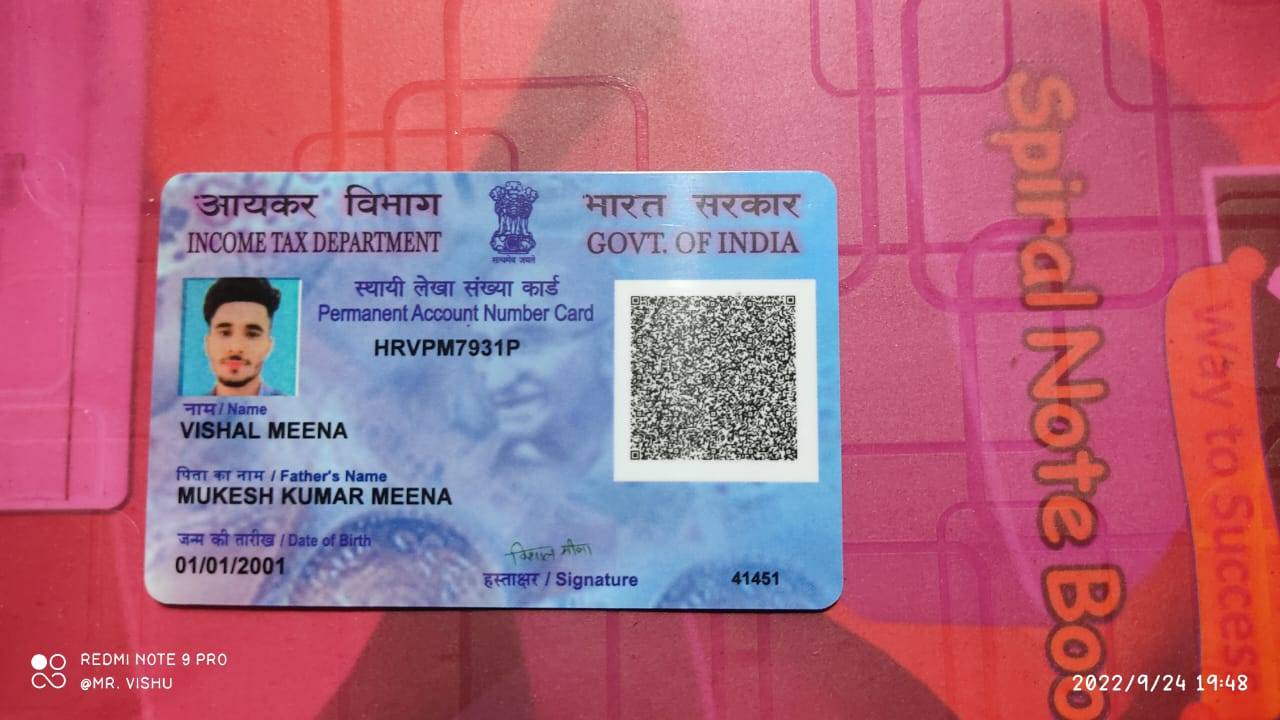 आयकर विभाग
INCOME TAX DEPARTMENT
सत्यमेव जयते
भारत सरकार
GOVT. OF INDIA
स्थायी लेखा संख्या कार्ड
Permanent Account Number Card
HRVPM7931P
नाम / Name
VISHAL MEENA
पिता का नाम / Father's Name
MUKESH KUMAR MEENA
जन्म की तारीख / Date of Birth
01/01/2001
विशाल मीना
हस्ताक्षर / Signature
41451
Spiral Note Boo
Way to Success
REDMI NOTE 9 PRO
@MR. VISHU
2022/9/24 19:48